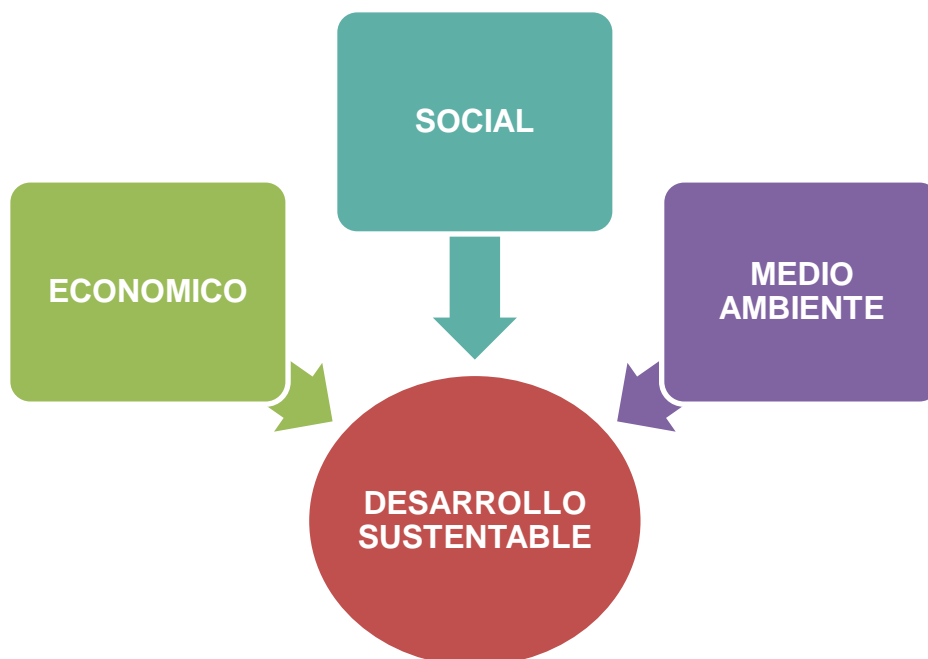 SOCIAL
ECONOMICO
MEDIO
AMBIENTE
DESARROLLO
SUSTENTABLE